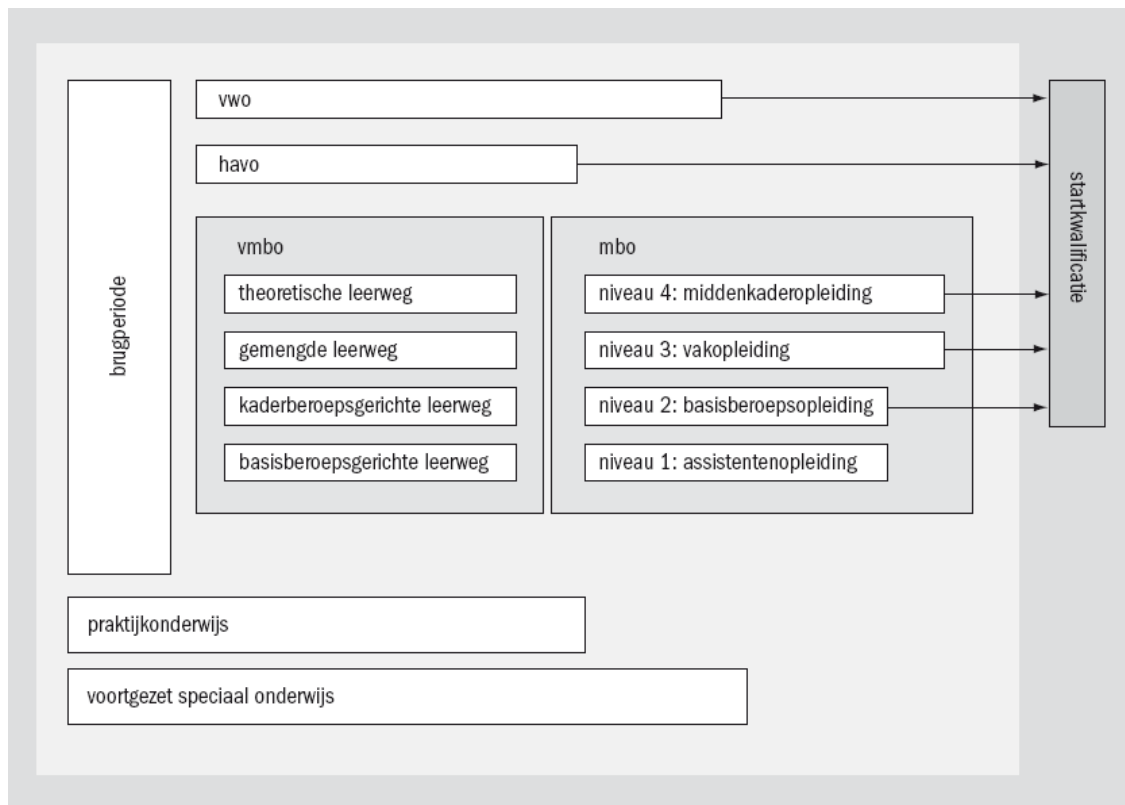 vwo
havo
brugperiode
vmbo
theoretische leerweg
gemengde leerweg
kaderberoepsgerichte leerweg
basisberoepsgerichte leerweg
mbo
niveau 4: middenkaderopleiding
niveau 3: vakopleiding
niveau 2: basisberoepsopleiding
niveau 1: assistentenopleiding
startkwalificatie
praktijkonderwijs
voortgezet speciaal onderwijs